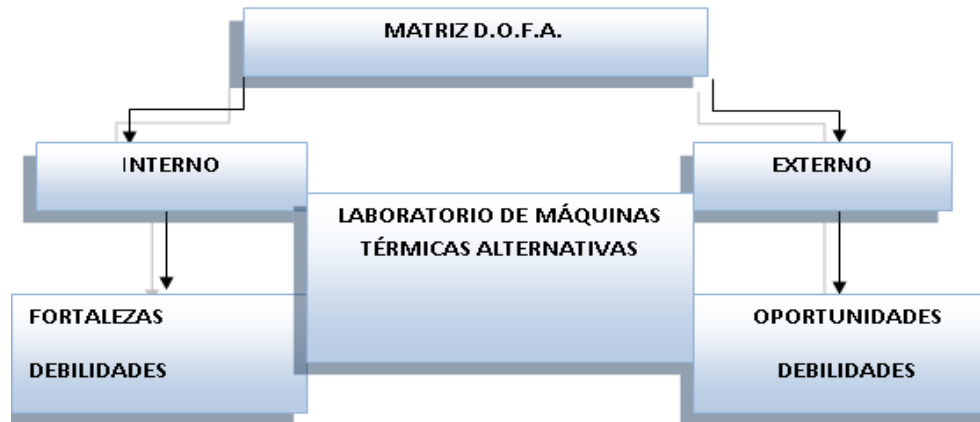 MATRIZ D.O.F.A.
INTERNO
EXTERNO
LABORATORIO DE MÁQUINAS
TÉRMICAS ALTERNATIVAS
FORTALEZAS
DEBILIDADES
OPORTUNIDADES
DEBILIDADES